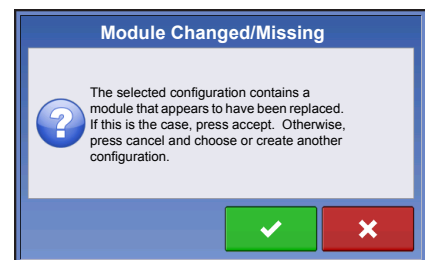 Module Changed/Missing
The selected configuration contains a
module that appears to have been replaced.
If this is the case, press accept.  Otherwise,
press cancel and choose or create another
configuration.